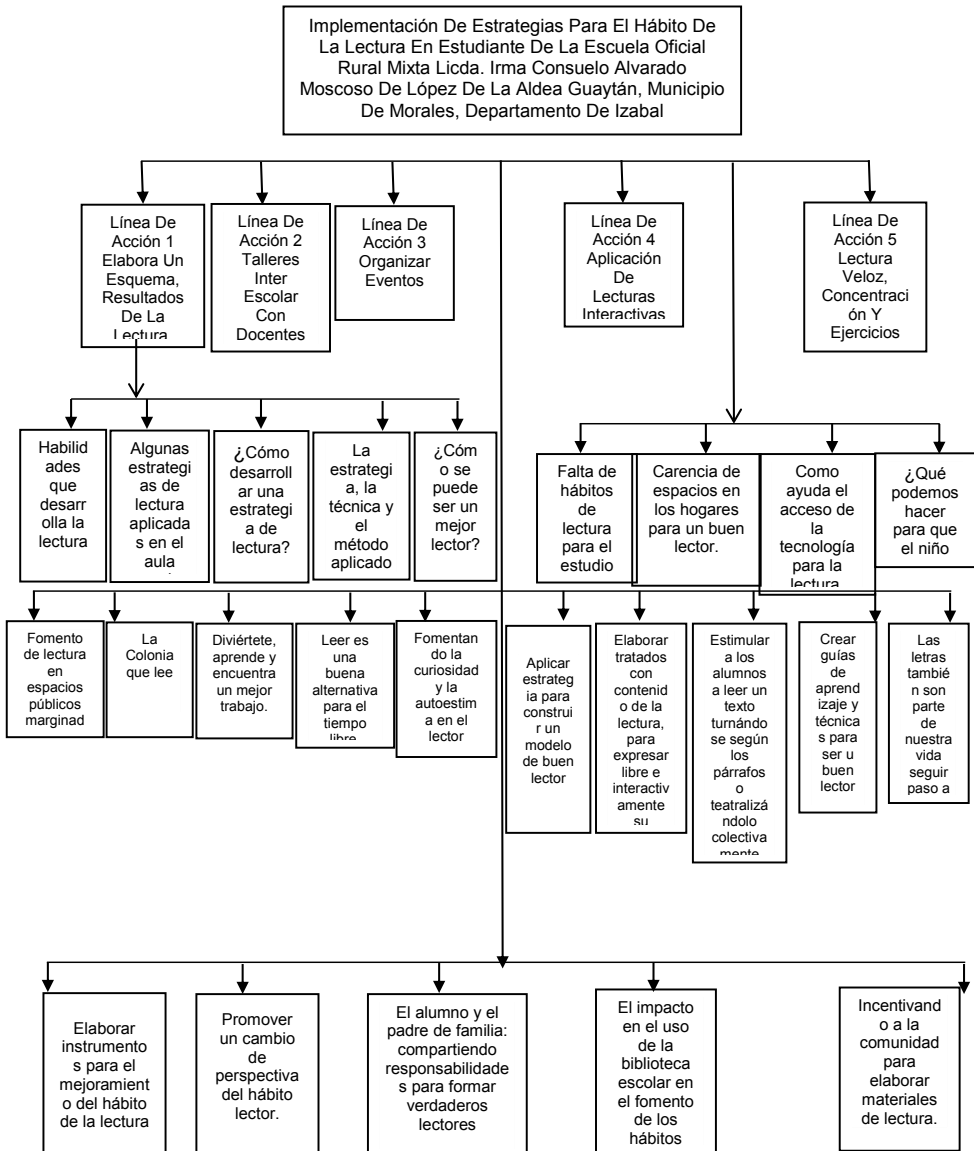 Implementación De Estrategias Para El Hábito De
La Lectura En Estudiante De La Escuela Oficial
Rural Mixta Licda. Irma Consuelo Alvarado
Moscoso De López De La Aldea Guaytán, Municipio
De Morales, Departamento De Izabal
Línea De
Acción 1
Elabora Un
Esquema,
Resultados
De La
Lectura
Línea De
Acción 2
Talleres
Inter
Escolar
Con
Docentes
Línea De
Acción 3
Organizar
Eventos
Línea De
Acción 4
Aplicación
De
Lecturas
Interactivas
Línea De
Acción 5
Lectura
Veloz,
Concentraci
ón Y
Ejercicios
Habilid
ades
que
desarr
olla la
lectura
Algunas
estrategi
as de
lectura
aplicada
s en el
aula
¿Cómo
desarroll
ar una
estrategi
a de
lectura?
La
estrategi
a, la
técnica y
el
método
aplicado
¿Cóm
o se
puede
ser un
mejor
lector?
Falta de
hábitos
de
lectura
para el
estudio
Carencia de
espacios en
los hogares
para un buen
lector.
Como
ayuda el
acceso de
la
tecnología
para la
lectura
¿Qué
podemos
hacer
para que
el niño
Fomento
de lectura
en
espacios
públicos
marginad
La
Colonia
que lee
Diviértete,
aprende y
encuentra
un mejor
trabajo.
Leer es
una
buena
alternativa
para el
tiempo
libre
Fomentan
do la
curiosidad
y la
autoestim
a en el
lector
Aplicar
estrateg
ia para
constru
ir un
modelo
de buen
lector
Elaborar
tratados
con
contenid
o de la
lectura,
para
expresar
libre e
interactiv
amente
su
Estimular
a los
alumnos
a leer un
texto
turnándo
se según
los
párrafos
o
teatralizá
ndolo
colectiva
mente
Crear
guías
de
aprend
izaje y
técnica
s para
ser u
buen
lector
Las
letras
tambié
n son
parte
de
nuestra
vida
seguir
paso a
Elaborar
instrumento
s para el
mejoramient
o del hábito
de la lectura
Promover
un cambio
de
perspectiva
del hábito
lector.
El alumno y el
padre de familia:
compartiendo
responsabilidade
s para formar
verdaderos
lectores
El impacto
en el uso
de la
biblioteca
escolar en
el fomento
de los
hábitos
Incentivand
o a la
comunidad
para
elaborar
materiales
de lectura.